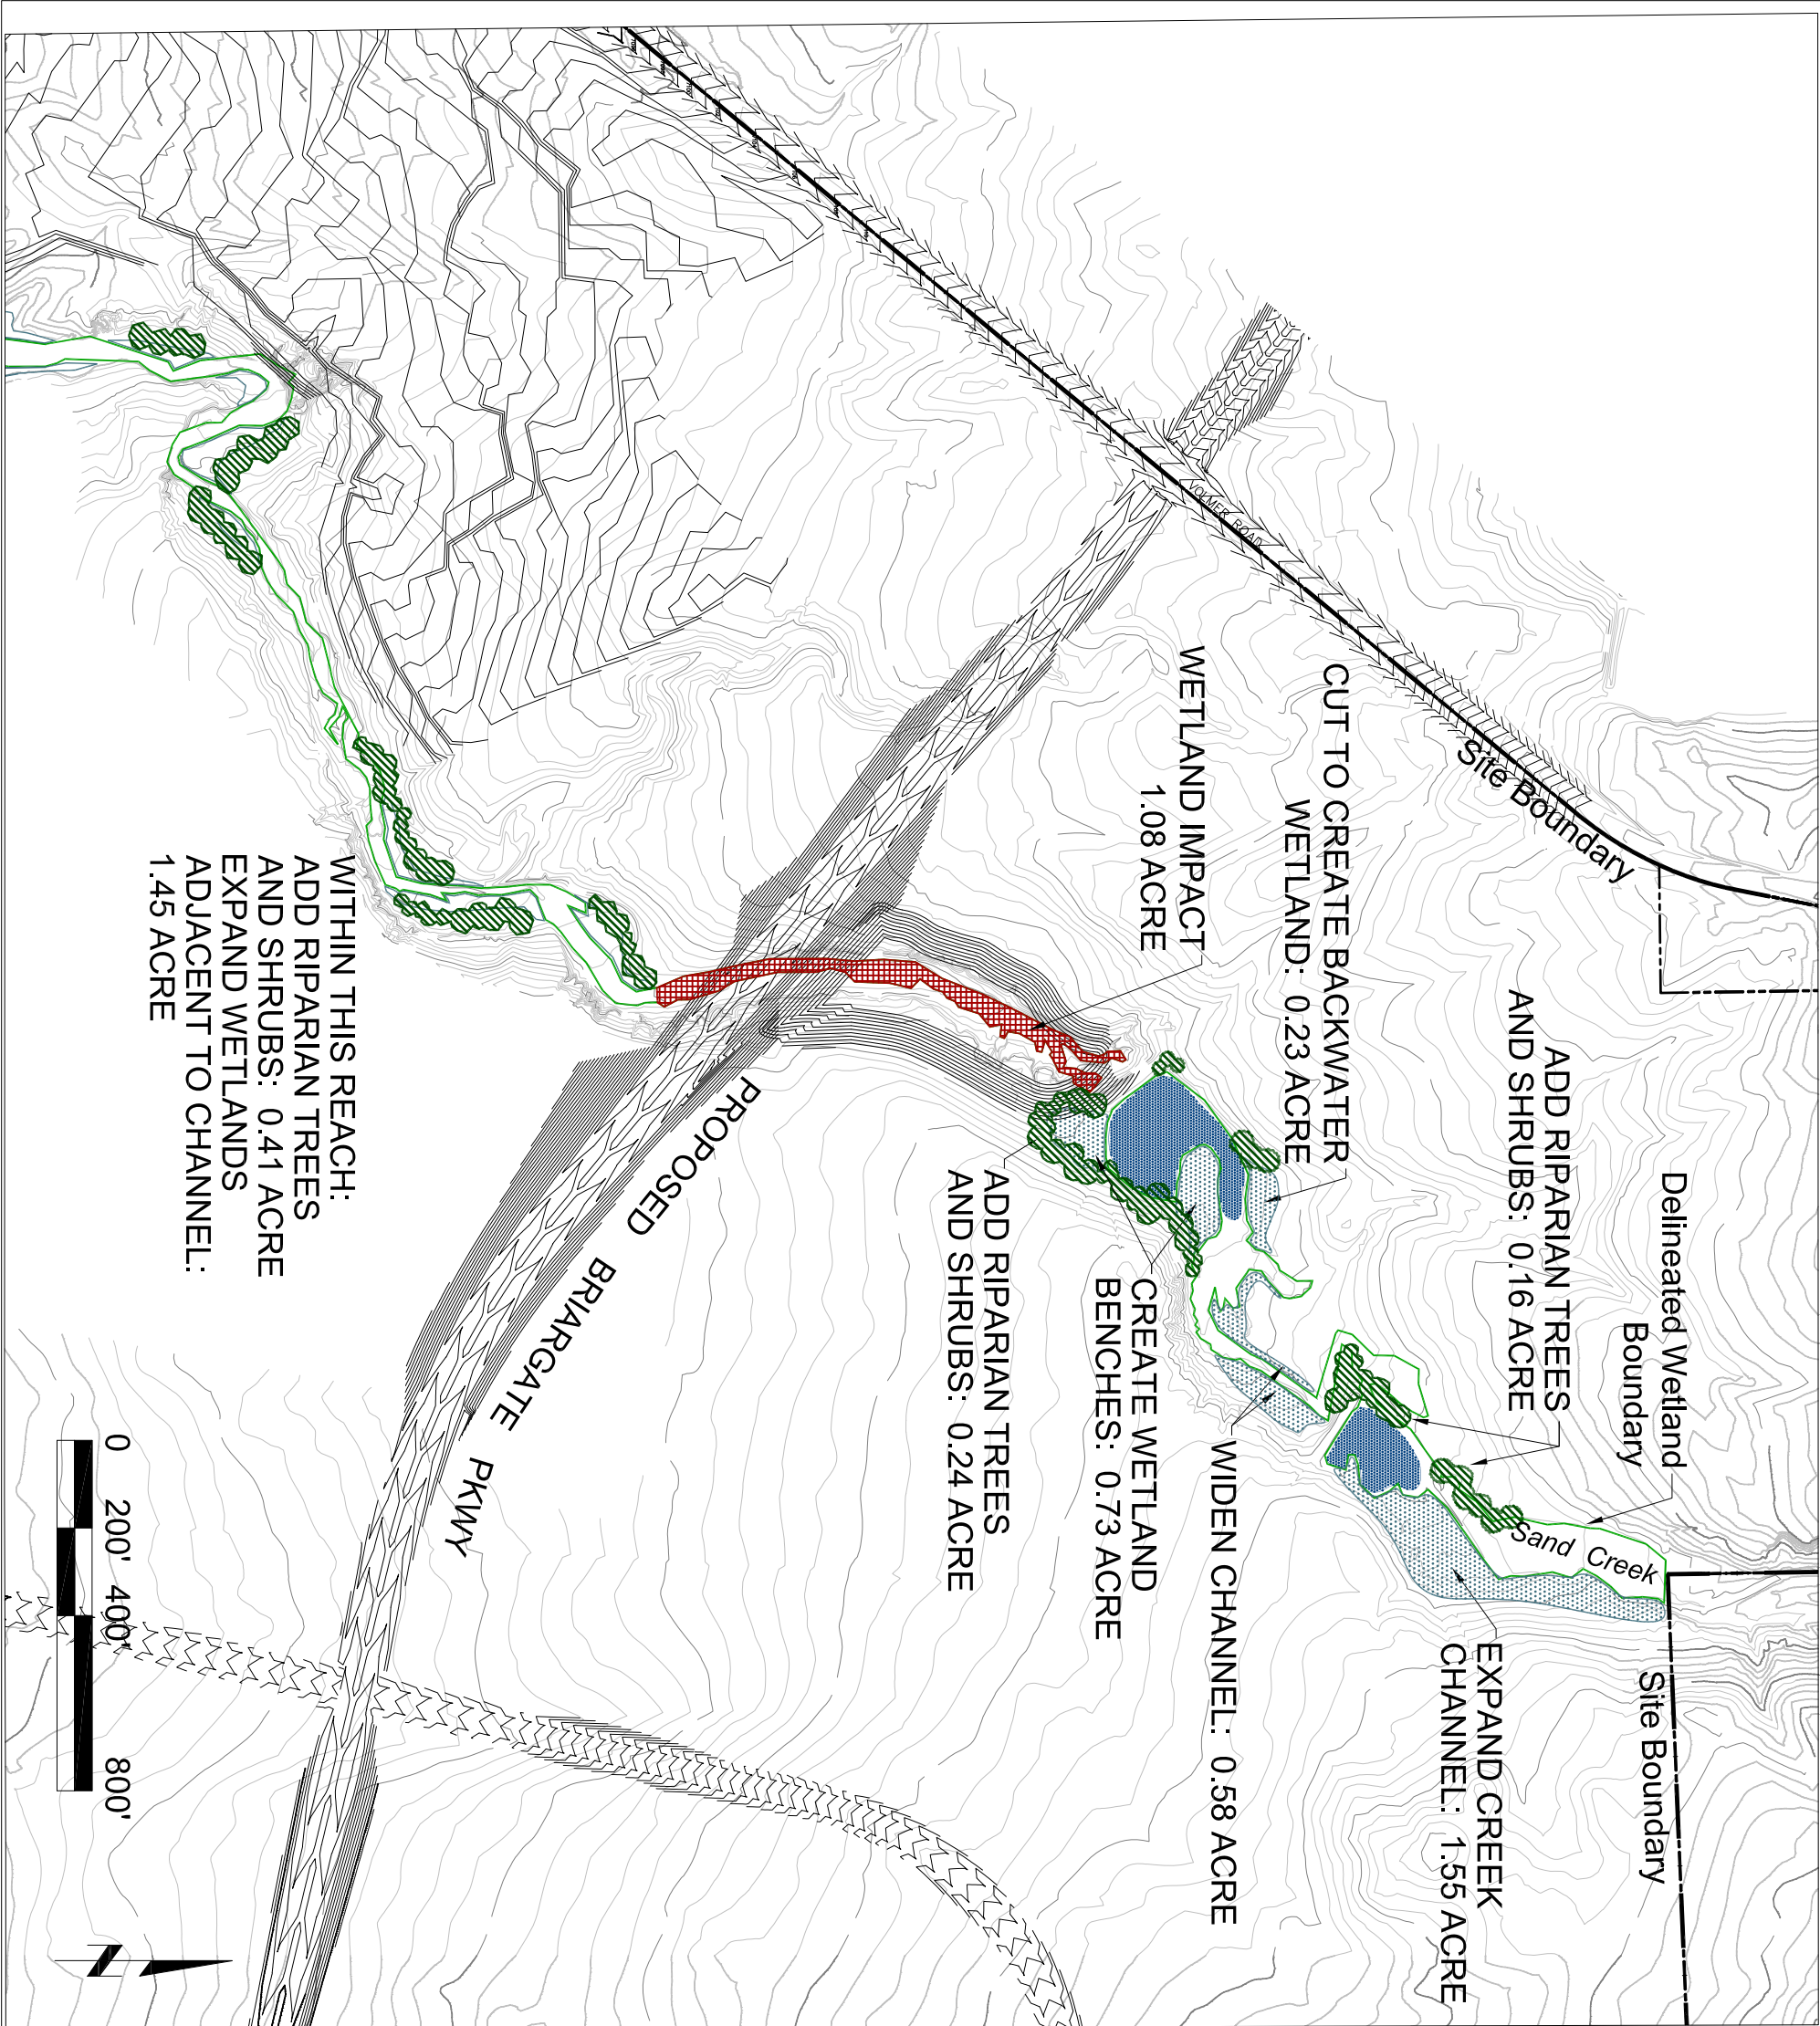 Delineated Wetland
Boundary
ADD RIPARIAN TREES
AND SHRUBS: 0.16 ACRE
Sand Creek
Site Boundary
EXPAND CREEK
CHANNEL: 1.55 ACRE
Site Boundary
VOLMER ROAD
CUT TO CREATE BACKWATER
WETLAND: 0.23 ACRE
WETLAND IMPACT
1.08 ACRE
WIDEN CHANNEL: 0.58 ACRE
CREATE WETLAND
BENCHES: 0.73 ACRE
ADD RIPARIAN TREES
AND SHRUBS: 0.24 ACRE
PROPOSED BRIARGATE PKWY
WITHIN THIS REACH:
ADD RIPARIAN TREES
AND SHRUBS: 0.41 ACRE
EXPAND WETLANDS
ADJACENT TO CHANNEL:
1.45 ACRE
0 200' 400' 800'
N